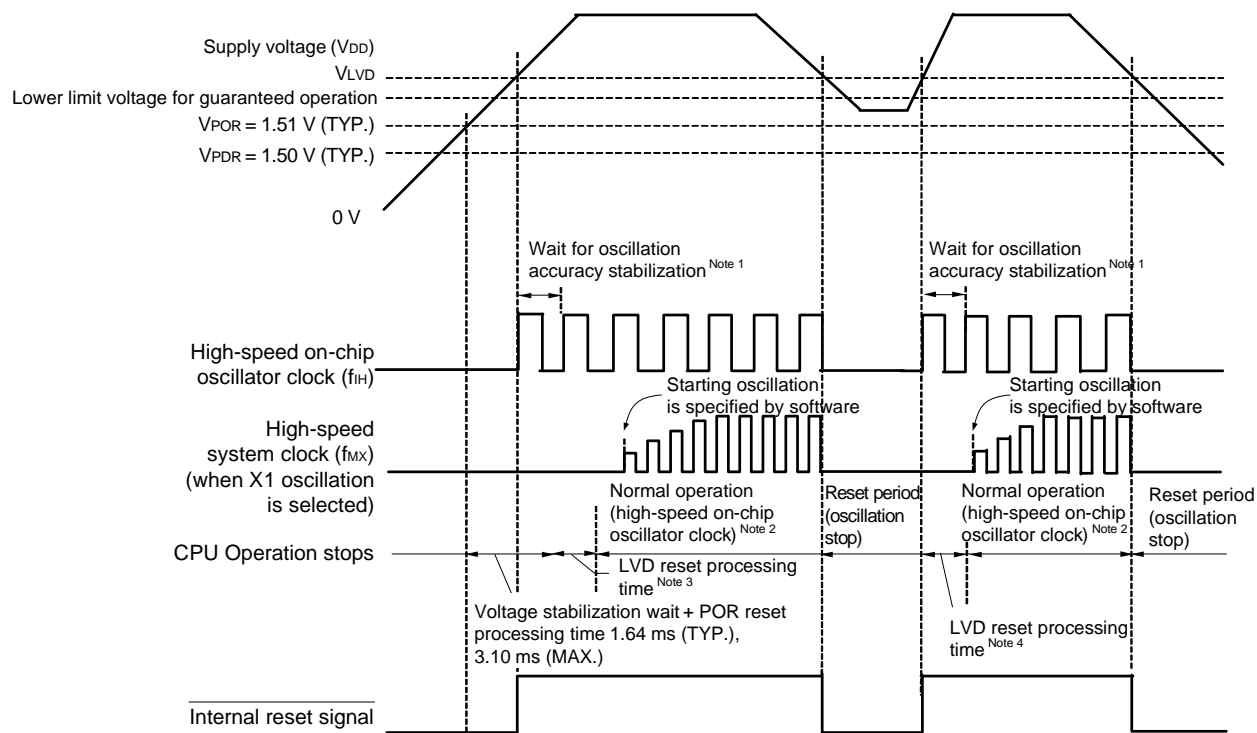 Supply voltage (VDD)
VLVD
Lower limit voltage for guaranteed operation
VPOR = 1.51 V (TYP.)
VPDR = 1.50 V (TYP.)
0 V
Wait for oscillation
accuracy stabilization Note 1
Wait for oscillation
accuracy stabilization Note 1
High-speed on-chip
oscillator clock (fIH)
Starting oscillation
is specified by software
Starting oscillation
is specified by software
High-speed
system clock (fMX)
(when X1 oscillation
is selected)
Normal operation
(high-speed on-chip
oscillator clock) Note 2
Reset period
(oscillation
stop)
Normal operation
(high-speed on-chip
oscillator clock) Note 2
Reset period
(oscillation
stop)
CPU Operation stops
LVD reset processing
time Note 3
Voltage stabilization wait + POR reset
processing time 1.64 ms (TYP.),
3.10 ms (MAX.)
LVD reset processing
time Note 4
Internal reset signal